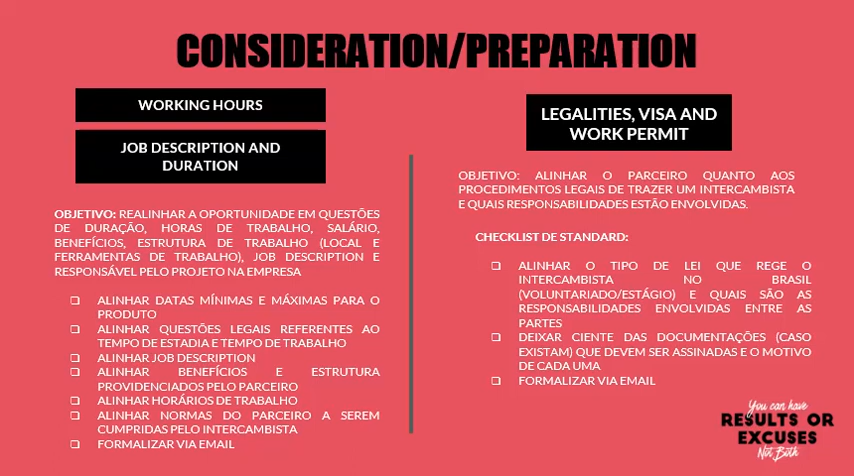 CONSIDERATION/PREPARATION
WORKING HOURS
JOB DESCRIPTION AND
DURATION
OBJETIVO: REALINHAR A OPORTUNIDADE EM QUESTÕES
DE DURAÇÃO, HORAS DE TRABALHO, SALÁRIO,
BENEFÍCIOS, ESTRUTURA DE TRABALHO (LOCAL E
FERRAMENTAS DE TRABALHO), JOB DESCRIPTION E
RESPONSÁVEL PELO PROJETO NA EMPRESA
❑ ALINHAR DATAS MÍNIMAS E MÁXIMAS PARA O
PRODUTO
❑ ALINHAR QUESTÕES LEGAIS REFERENTES AO
TEMPO DE ESTADIA E TEMPO DE TRABALHO
❑ ALINHAR JOB DESCRIPTION
❑ ALINHAR BENEFÍCIOS E ESTRUTURA
PROVIDENCIADOS PELO PARCEIRO
❑ ALINHAR HORÁRIOS DE TRABALHO
❑ ALINHAR NORMAS DO PARCEIRO A SEREM
CUMPRIDAS PELO INTERCAMBISTA
❑ FORMALIZAR VIA EMAIL
LEGALITIES, VISA AND
WORK PERMIT
OBJETIVO: ALINHAR O PARCEIRO QUANTO AOS
PROCEDIMENTOS LEGAIS DE TRAZER UM INTERCAMBISTA
E QUAIS RESPONSABILIDADES ESTÃO ENVOLVIDAS.
CHECKLIST DE STANDARD:
❑ ALINHAR O TIPO DE LEI QUE REGE O
INTERCAMBISTA NO BRASIL
(VOLUNTARIADO/ESTÁGIO) E QUAIS SÃO AS
RESPONSABILIDADES ENVOLVIDAS ENTRE AS
PARTES
❑ DEIXAR CIENTE DAS DOCUMENTAÇÕES (CASO
EXISTAM) QUE DEVEM SER ASSINADAS E O MOTIVO
DE CADA UMA
❑ FORMALIZAR VIA EMAIL
You can have
RESULTS OR
EXCUSES
Not Both